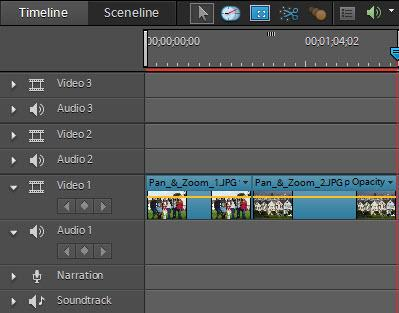 Timeline Sceneline
00;00;00;00 00;01;04;02
Video 3
Audio 3
Video 2
Audio 2
Video 1 Pan_&_Zoom_1.JPG Pan_&_Zoom_2.JPG p Opacity
Audio 1
Narration
Soundtrack